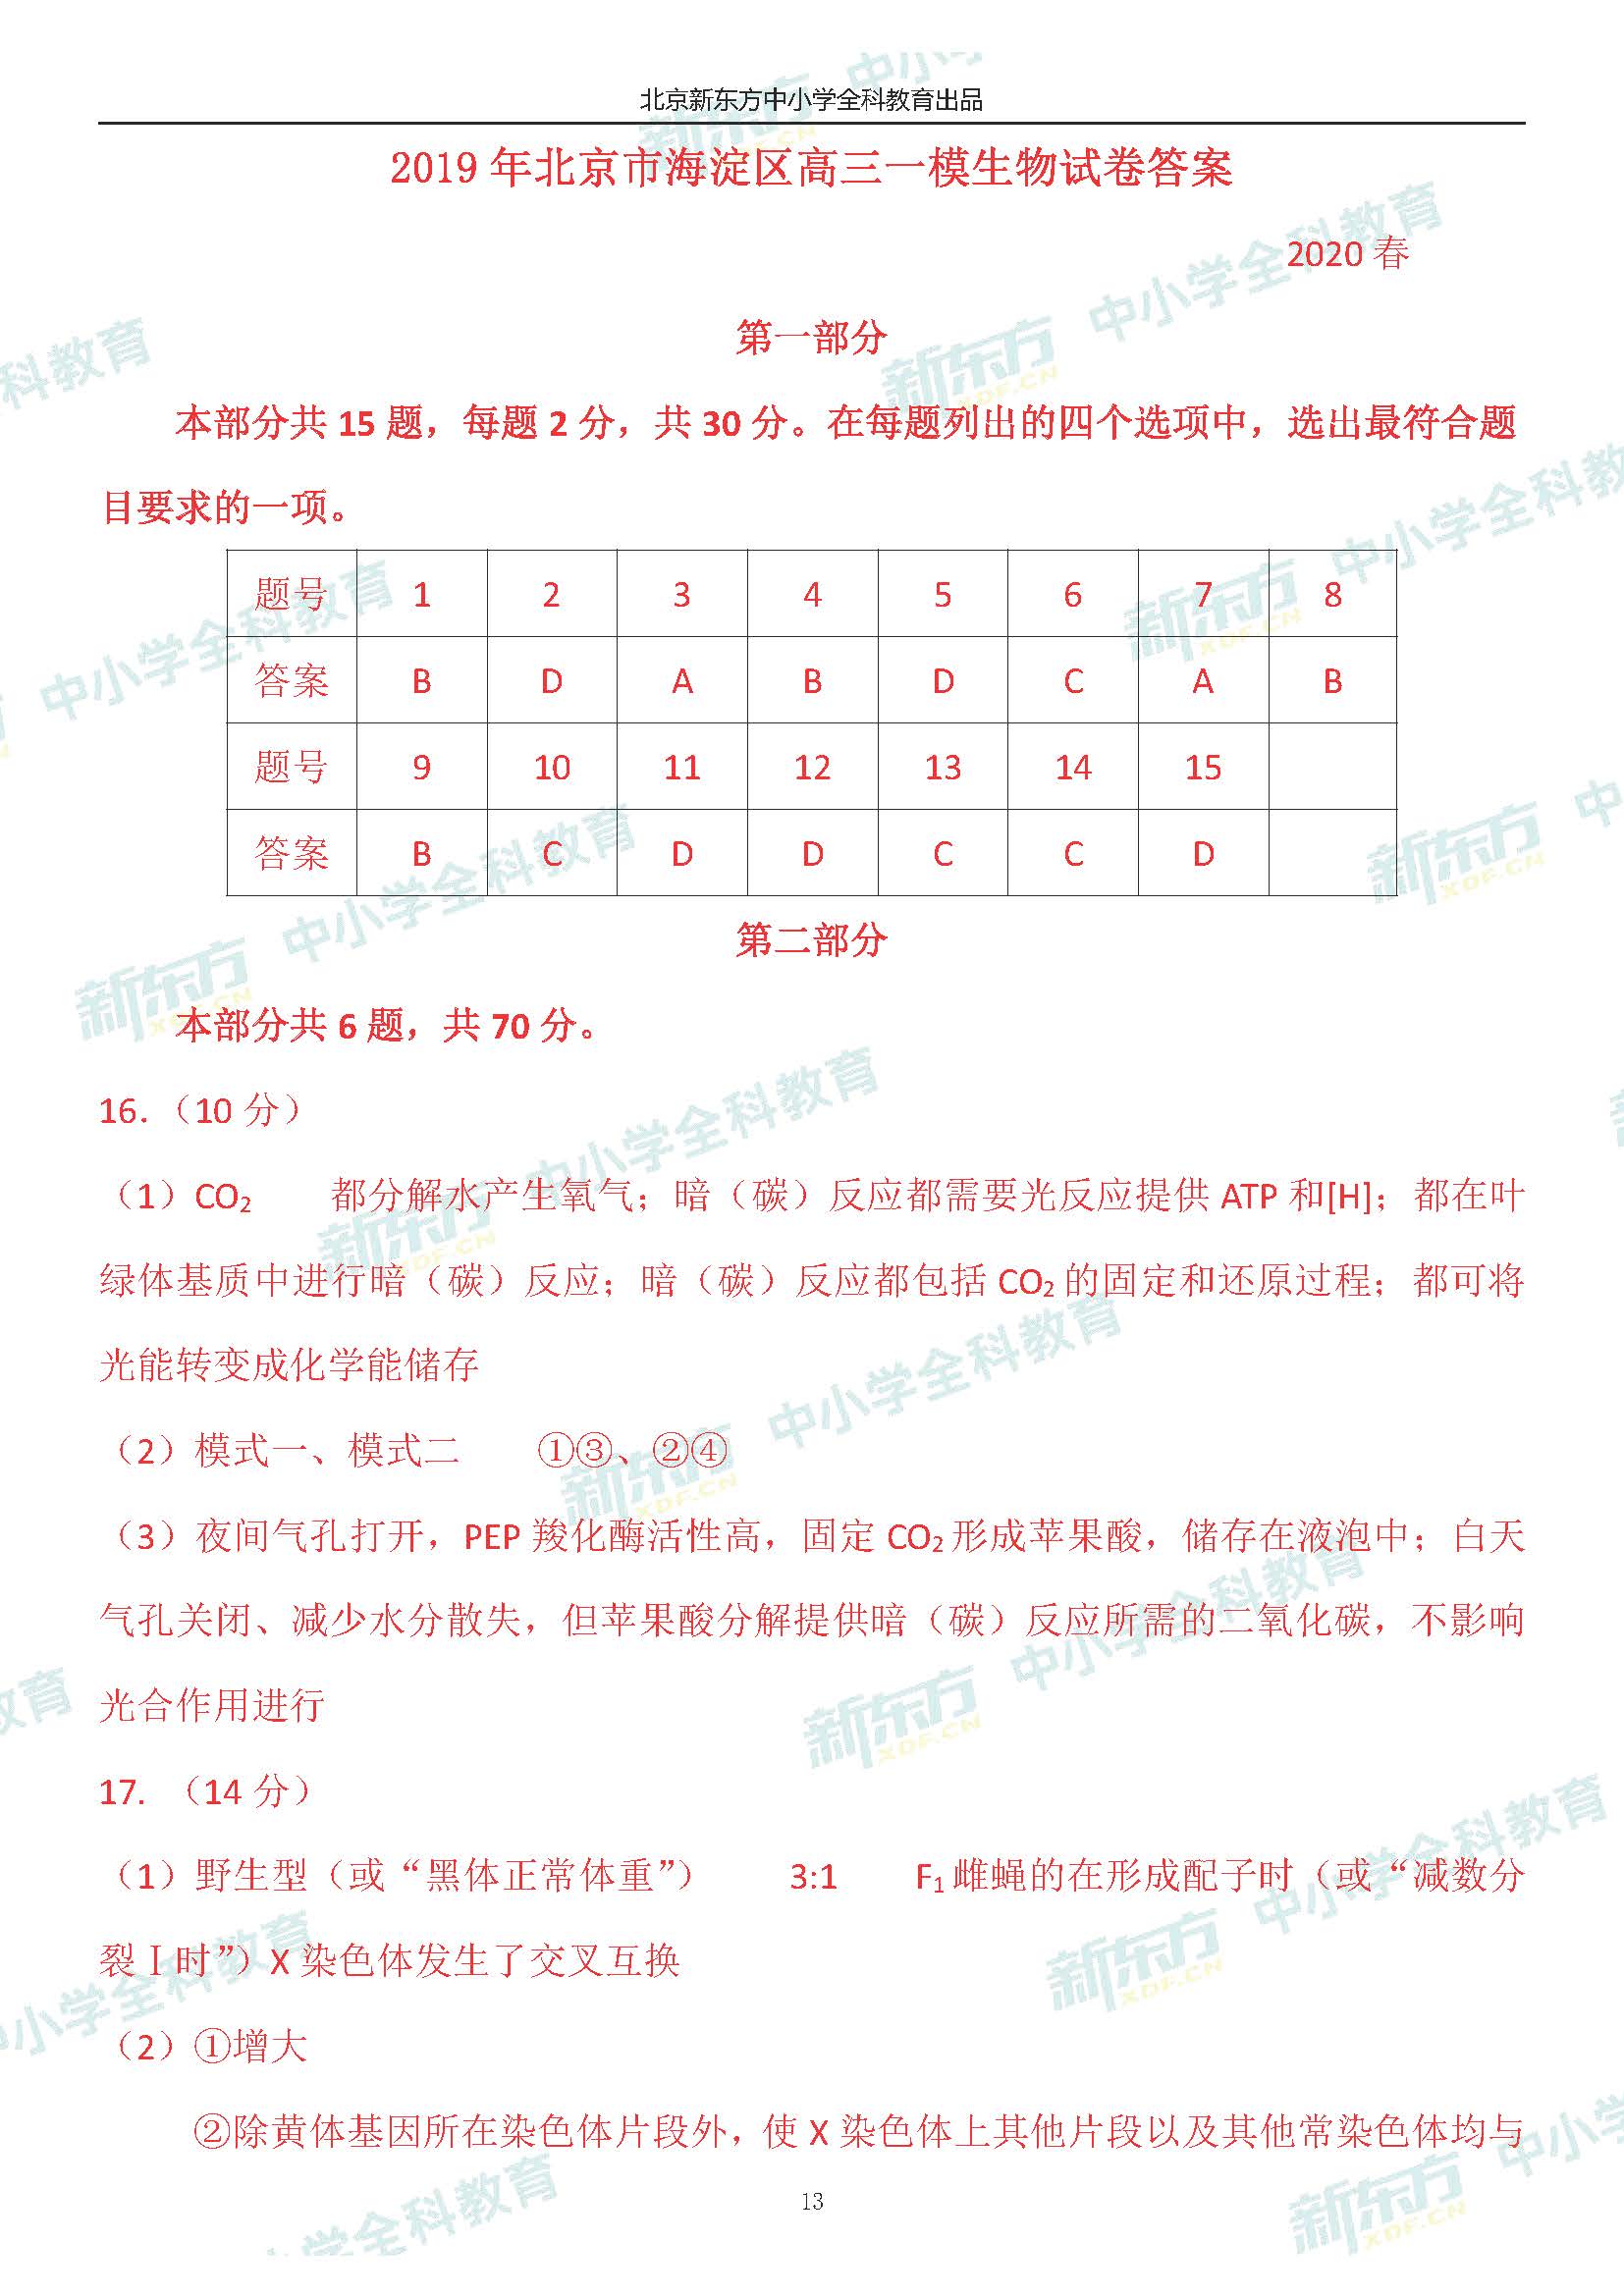 北京新东方中小学全科教育出品
2019 年北京市海淀区高三一模生物试卷答案
2020 春
第一部分
本部分共 15 题，每题 2 分，共 30 分。在每题列出的四个选项中，选出最符合题
目要求的一项。
题号 1 2 3 4 5 6 7 8
答案 B D A B D C A B
题号 9 10 11 12 13 14 15
答案 B C D D C C D
第二部分
本部分共 6 题，共 70 分。
16.（10 分）
（1）CO₂ 都分解水产生氧气；暗（碳）反应都需要光反应提供 ATP 和[H]；都在叶
绿体基质中进行暗（碳）反应；暗（碳）反应都包括 CO₂ 的固定和还原过程；都可将
光能转变成化学能储存
（2）模式一、模式二 ①③、②④
（3）夜间气孔打开，PEP 羧化酶活性高，固定 CO₂ 形成苹果酸，储存在液泡中；白天
气孔关闭、减少水分散失，但苹果酸分解提供暗（碳）反应所需的二氧化碳，不影响
光合作用进行
17. （14 分）
（1）野生型（或“黑体正常体重”） 3:1 F₁ 雌蝇的在形成配子时（或“减数分
裂Ⅰ时”）X 染色体发生了交叉互换
（2）①增大
②除黄体基因所在染色体片段外，使 X 染色体上其他片段以及其他常染色体均与
13
新东方 XDF.CN 中小学全科教育